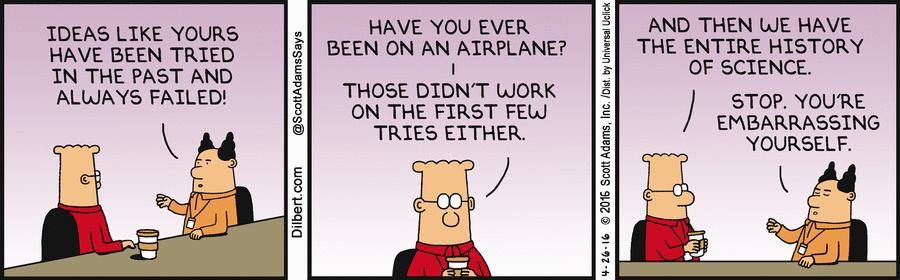 IDEAS LIKE YOURS
HAVE BEEN TRIED
IN THE PAST AND
ALWAYS FAILED!
Dilbert.com @ScottAdamsSays
HAVE YOU EVER
BEEN ON AN AIRPLANE?
THOSE DIDN'T WORK
ON THE FIRST FEW
TRIES EITHER.
4-26-16 © 2016 Scott Adams, Inc. /Dist. by Universal Uclick
AND THEN WE HAVE
THE ENTIRE HISTORY
OF SCIENCE.
STOP. YOU'RE
EMBARRASSING
YOURSELF.